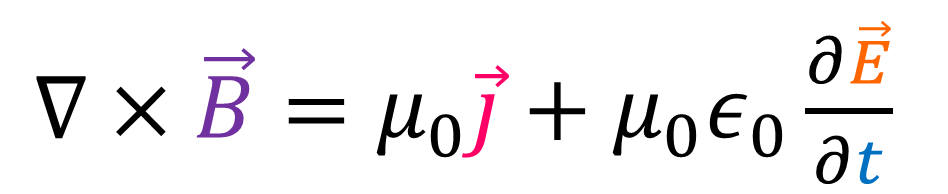 ∇ × B⃗ = μ₀j⃗ + μ₀ϵ₀ ∂E⃗/∂t